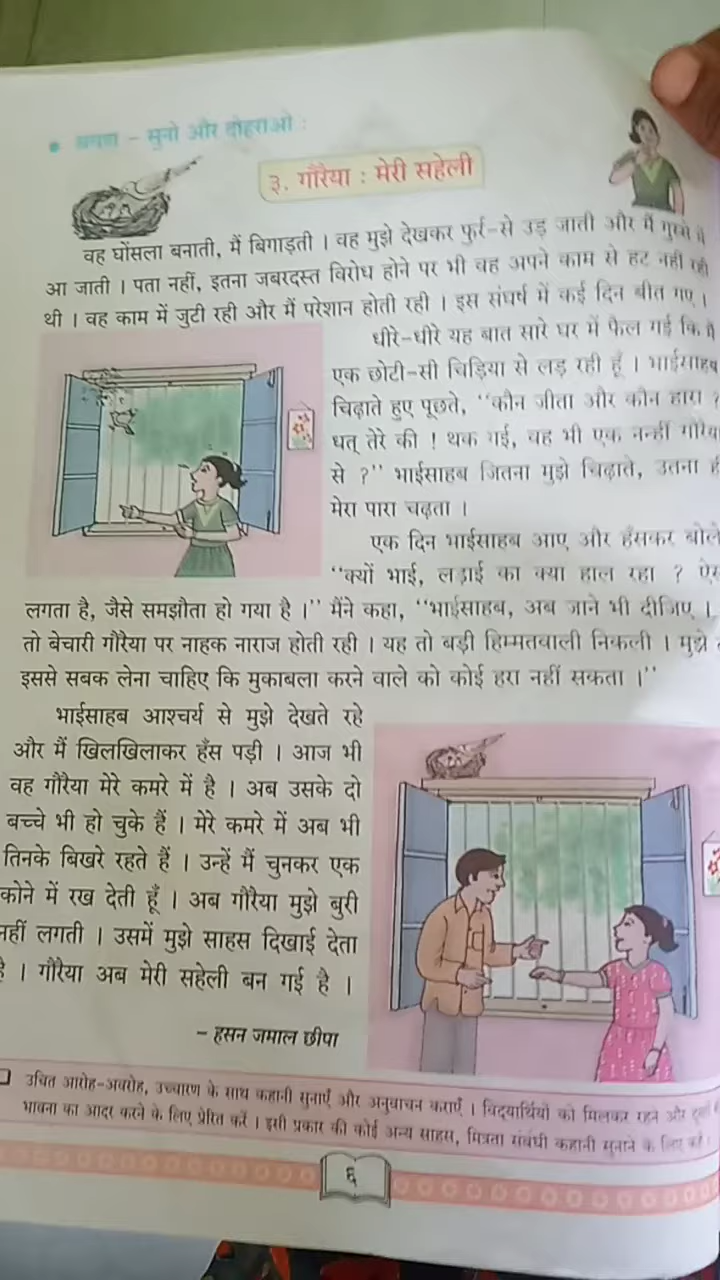 • श्रवण – सुनो और दोहराओ :
३. गौरैया : मेरी सहेली
वह घोंसला बनाती, मैं बिगाड़ती । वह मुझे देखकर फुर्र-से उड़ जाती और मैं गुस्से में
आ जाती । पता नहीं, इतना जबरदस्त विरोध होने पर भी वह अपने काम से हट नहीं रही
थी । वह काम में जुटी रही और मैं परेशान होती रही । इस संघर्ष में कई दिन बीत गए ।
धीरे-धीरे यह बात सारे घर में फैल गई कि मैं
एक छोटी-सी चिड़िया से लड़ रही हूँ । भाईसाहब
चिढ़ाते हुए पूछते, ‘‘कौन जीता और कौन हारा ?
धत् तेरे की ! थक गई, वह भी एक नन्हीं गौरैया
से ?’’ भाईसाहब जितना मुझे चिढ़ाते, उतना ही
मेरा पारा चढ़ता ।
एक दिन भाईसाहब आए और हँसकर बोले
‘‘क्यों भाई, लड़ाई का क्या हाल रहा ?
लगता है, जैसे समझौता हो गया है ।’’ मैंने कहा, ‘‘भाईसाहब, अब जाने भी दीजिए ।
तो बेचारी गौरैया पर नाहक नाराज होती रही । यह तो बड़ी हिम्मतवाली निकली । मुझे
इससे सबक लेना चाहिए कि मुकाबला करने वाले को कोई हरा नहीं सकता ।’’
भाईसाहब आश्चर्य से मुझे देखते रहे
और मैं खिलखिलाकर हँस पड़ी । आज भी
वह गौरैया मेरे कमरे में है । अब उसके दो
बच्चे भी हो चुके हैं । मेरे कमरे में अब भी
तिनके बिखरे रहते हैं । उन्हें मैं चुनकर एक
कोने में रख देती हूँ । अब गौरैया मुझे बुरी
नहीं लगती । उसमें मुझे साहस दिखाई देता
है । गौरैया अब मेरी सहेली बन गई है ।
– हसन जमाल छीपा
उचित आरोह-अवरोह, उच्चारण के साथ कहानी सुनाएँ और अनुवाचन कराएँ । विद्यार्थियों को मिलकर रहने और
भावना का आदर करने के लिए प्रेरित करें । इसी प्रकार की कोई अन्य साहस, मित्रता संबंधी कहानी सुनाने के लिए कहें ।
६